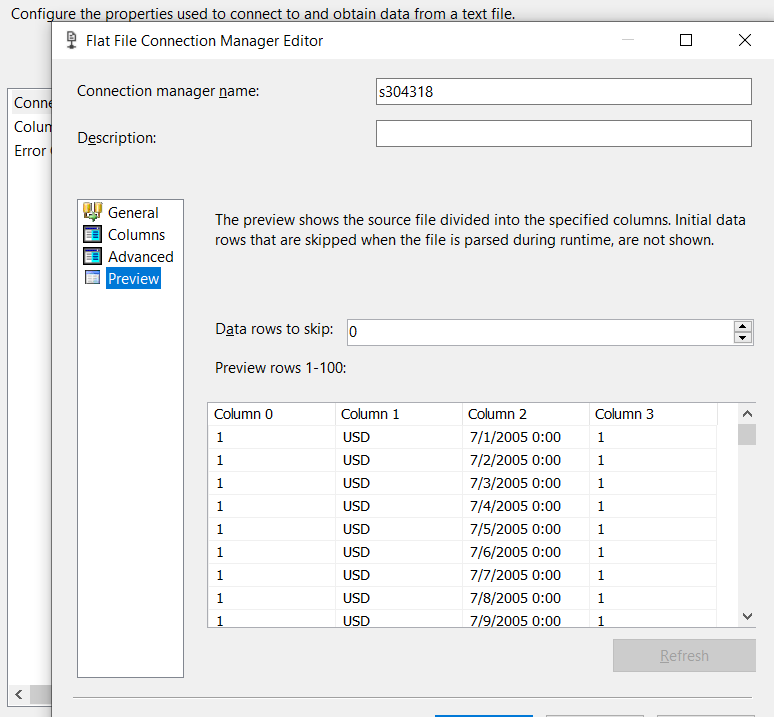 Configure the properties used to connect to and obtain data from a text file.
Flat File Connection Manager Editor
Connection manager name: s304318
Description:
Conne
Colum
Error
General
Columns
Advanced
Preview
The preview shows the source file divided into the specified columns. Initial data
rows that are skipped when the file is parsed during runtime, are not shown.
Data rows to skip: 0
Preview rows 1-100:
Column 0 Column 1 Column 2 Column 3
1 USD 7/1/2005 0:00 1
1 USD 7/2/2005 0:00 1
1 USD 7/3/2005 0:00 1
1 USD 7/4/2005 0:00 1
1 USD 7/5/2005 0:00 1
1 USD 7/6/2005 0:00 1
1 USD 7/7/2005 0:00 1
1 USD 7/8/2005 0:00 1
1 USD 7/9/2005 0:00 1
Refresh